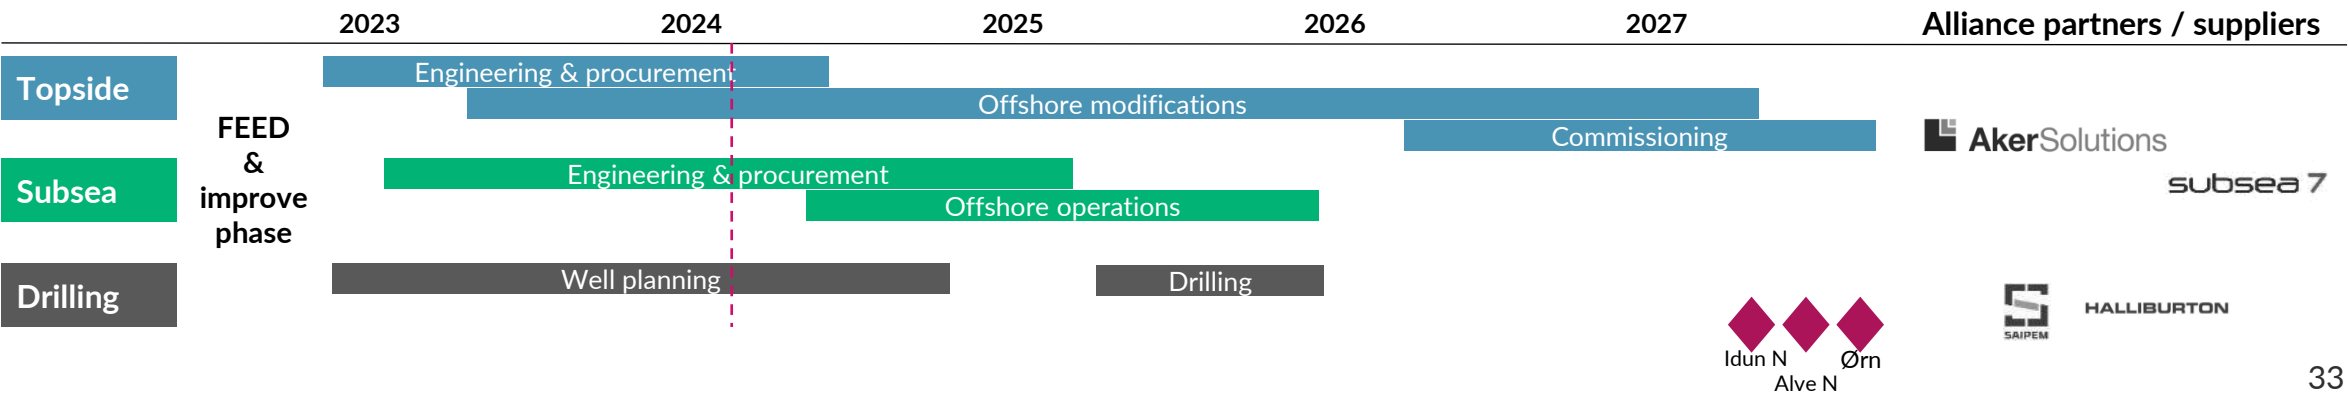 2023 2024 2025 2026 2027 Alliance partners / suppliers
Topside
Engineering & procurement
Offshore modifications
Commissioning
FEED
&
improve
phase
AkerSolutions
Subsea
Engineering & procurement
Offshore operations
subsea 7
Drilling
Well planning
Drilling
SAIPEM
HALLIBURTON
Idun N
Alve N
Ørn
33